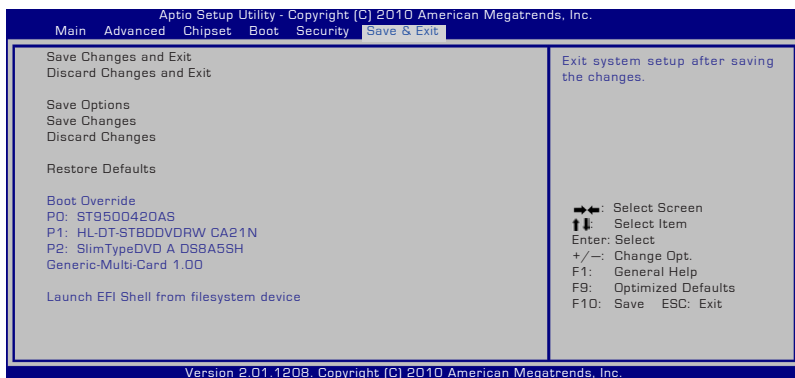 Aptio Setup Utility - Copyright (C) 2010 American Megatrends, Inc.
Main Advanced Chipset Boot Security Save & Exit
Save Changes and Exit
Discard Changes and Exit
Save Options
Save Changes
Discard Changes
Restore Defaults
Boot Override
P0: ST9500420AS
P1: HL-DT-STBDDVDRW CA21N
P2: SlimTypeDVD A DS8A5SH
Generic-Multi-Card 1.00
Launch EFI Shell from filesystem device
Exit system setup after saving
the changes.
→←: Select Screen
↑↓: Select Item
Enter: Select
+/—: Change Opt.
F1: General Help
F9: Optimized Defaults
F10: Save ESC: Exit
Version 2.01.1208. Copyright (C) 2010 American Megatrends, Inc.